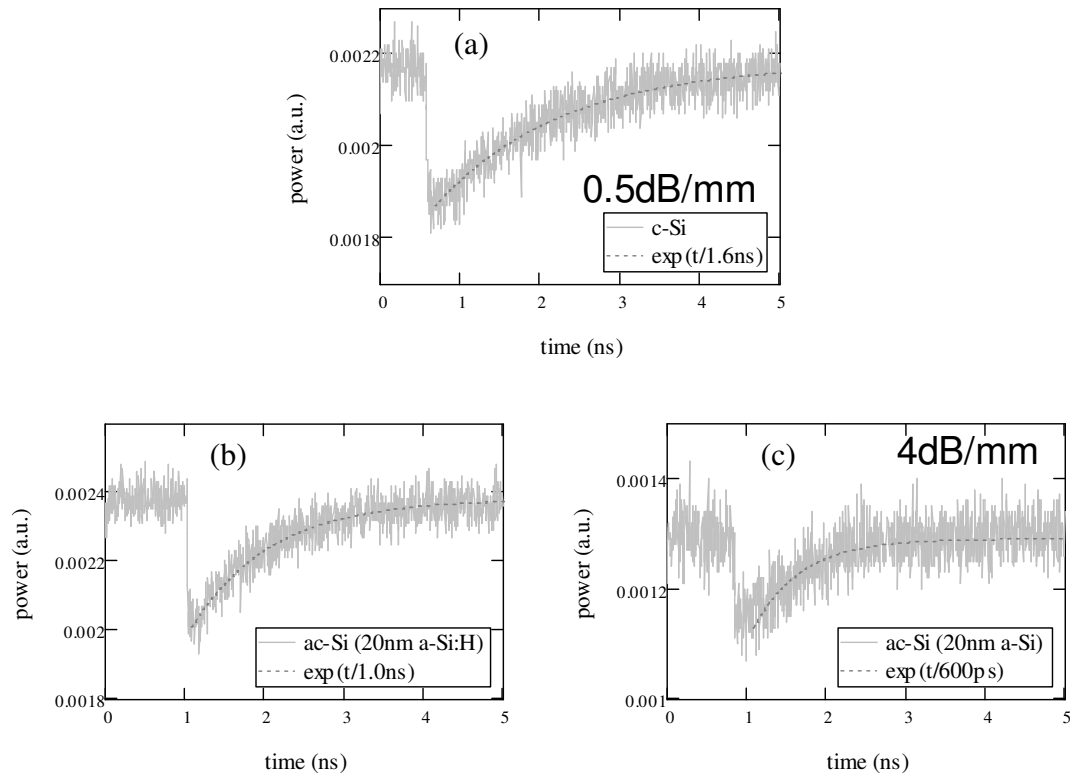 (a)
0.0022
0.002
0.0018
power (a.u.)
0.5dB/mm
c-Si
exp(t/1.6ns)
0 1 2 3 4 5
time (ns)
(b)
0.0024
0.0022
0.002
0.0018
power (a.u.)
ac-Si (20nm a-Si:H)
exp(t/1.0ns)
0 1 2 3 4 5
time (ns)
(c)
4dB/mm
0.0014
0.0012
0.001
power (a.u.)
ac-Si (20nm a-Si)
exp(t/600ps)
0 1 2 3 4 5
time (ns)